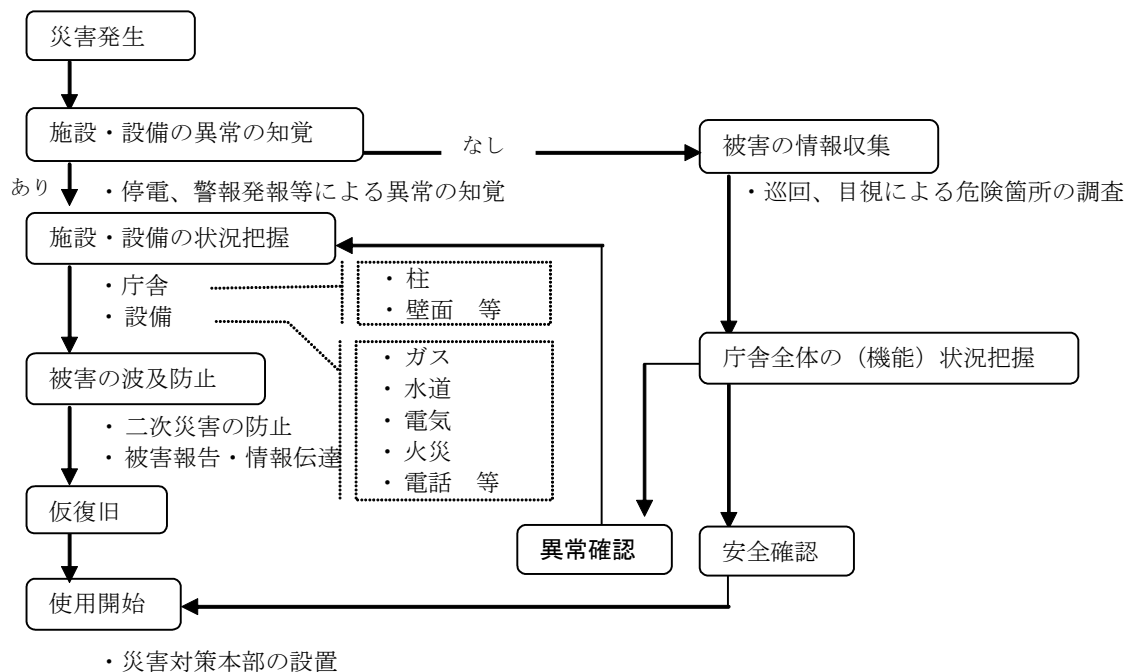 災害発生
施設・設備の異常の知覚
なし
被害の情報収集
あり
・停電、警報発報等による異常の知覚
・巡回、目視による危険箇所の調査
施設・設備の状況把握
・庁舎
・設備
・柱
・壁面　等
・ガス
・水道
・電気
・火災
・電話　等
庁舎全体の（機能）状況把握
被害の波及防止
・二次災害の防止
・被害報告・情報伝達
仮復旧
異常確認
安全確認
使用開始
・災害対策本部の設置